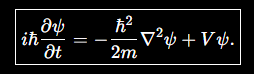 iℏ ∂ψ/∂t = −ℏ²/2m ∇²ψ + Vψ.